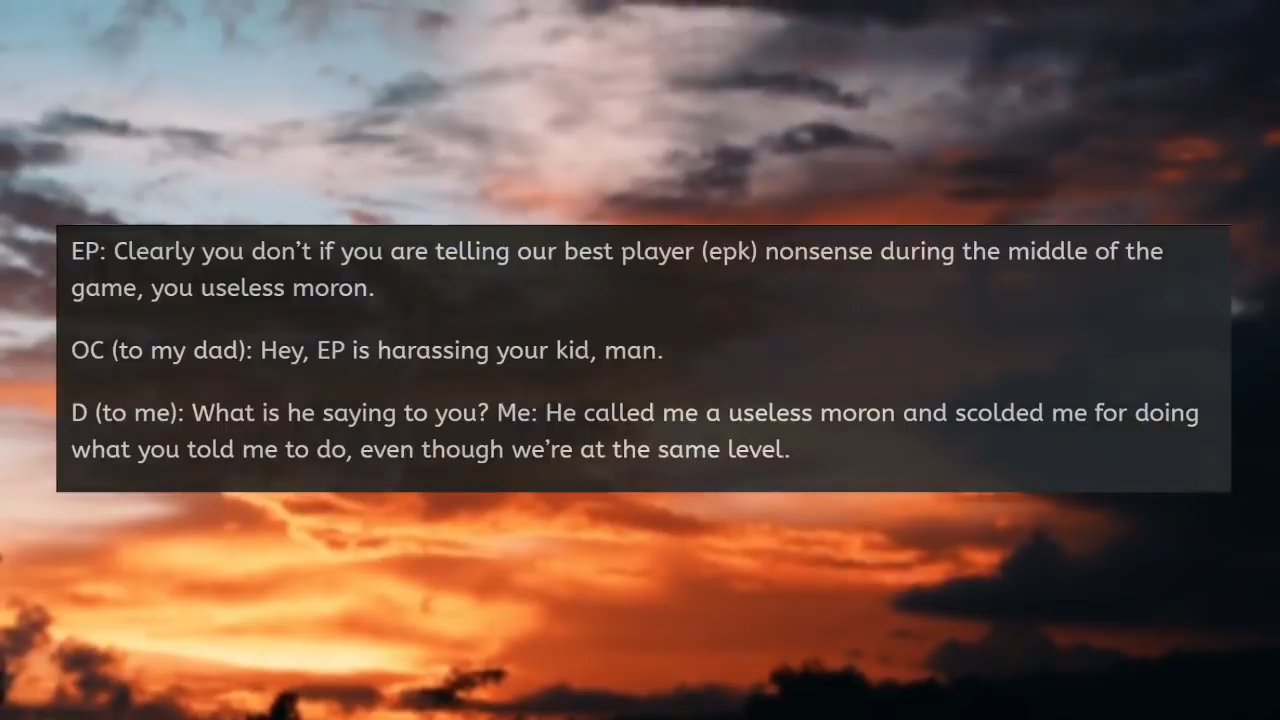 EP: Clearly you don’t if you are telling our best player (epk) nonsense during the middle of the
game, you useless moron.
OC (to my dad): Hey, EP is harassing your kid, man.
D (to me): What is he saying to you? Me: He called me a useless moron and scolded me for doing
what you told me to do, even though we’re at the same level.